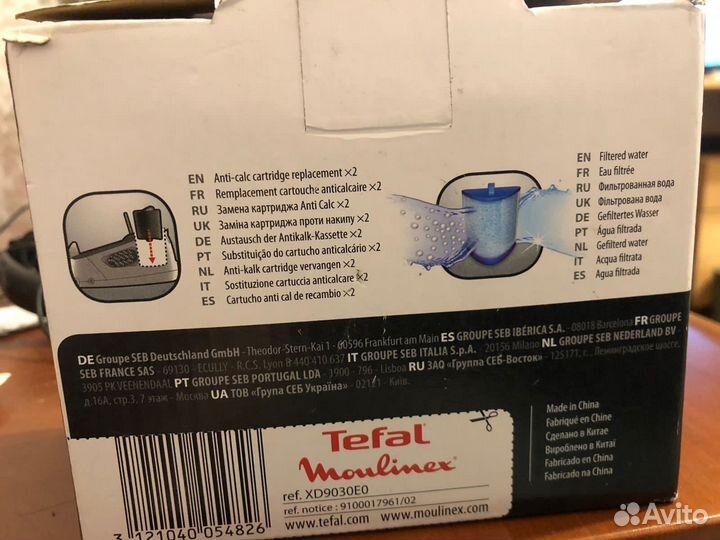 EN Anti-calc cartridge replacement ×2
FR Remplacement cartouche anticalcaire ×2
RU Замена картриджа Anti Calc ×2
UK Заміна картриджа проти накипу ×2
DE Austausch der Antikalk-Kassette ×2
PT Substituição do cartucho anticalcário ×2
NL Anti-kalk cartridge vervangen ×2
IT Sostituzione cartuccia anticalcare ×2
ES Cartucho anti cal de recambio ×2
EN Filtered water
FR Eau filtrée
RU Фильтрованная вода
UK Фільтрована вода
DE Gefiltertes Wasser
PT Água filtrada
NL Gefilterd water
IT Acqua filtrata
ES Agua filtrada
DE Groupe SEB Deutschland GmbH - Theodor-Stern-Kai 1 - 60596 Frankfurt am Main ES GROUPE SEB IBÉRICA S.A. - 08018 Barcelona FR GROUPE
SEB FRANCE SAS - 69130 - ECULLY - R.C.S. Lyon B 440.410.637 IT GROUPE SEB ITALIA S.p.A. - 20156 Milano NL GROUPE SEB NEDERLAND BV
3905 PK VEENENDAAL PT GROUPE SEB PORTUGAL LDA - 3900 - 796 - Lisboa RU ЗАО «Группа СЕБ-Восток» - 125171, г., Ленинградское шоссе,
д.16А, стр.3, 7 этаж - Москва UA ТОВ «Група СЕБ Україна» - 02121 - Київ.
Tefal
Moulinex
ref. XD9030E0
ref. notice : 9100017961/02
www.tefal.com www.moulinex.com
3 121040 054826
Made in China
Fabriqué en Chine
Сделано в Китае
Вироблено в Китаї
Fabricado en China
Fabricado na China
Avito